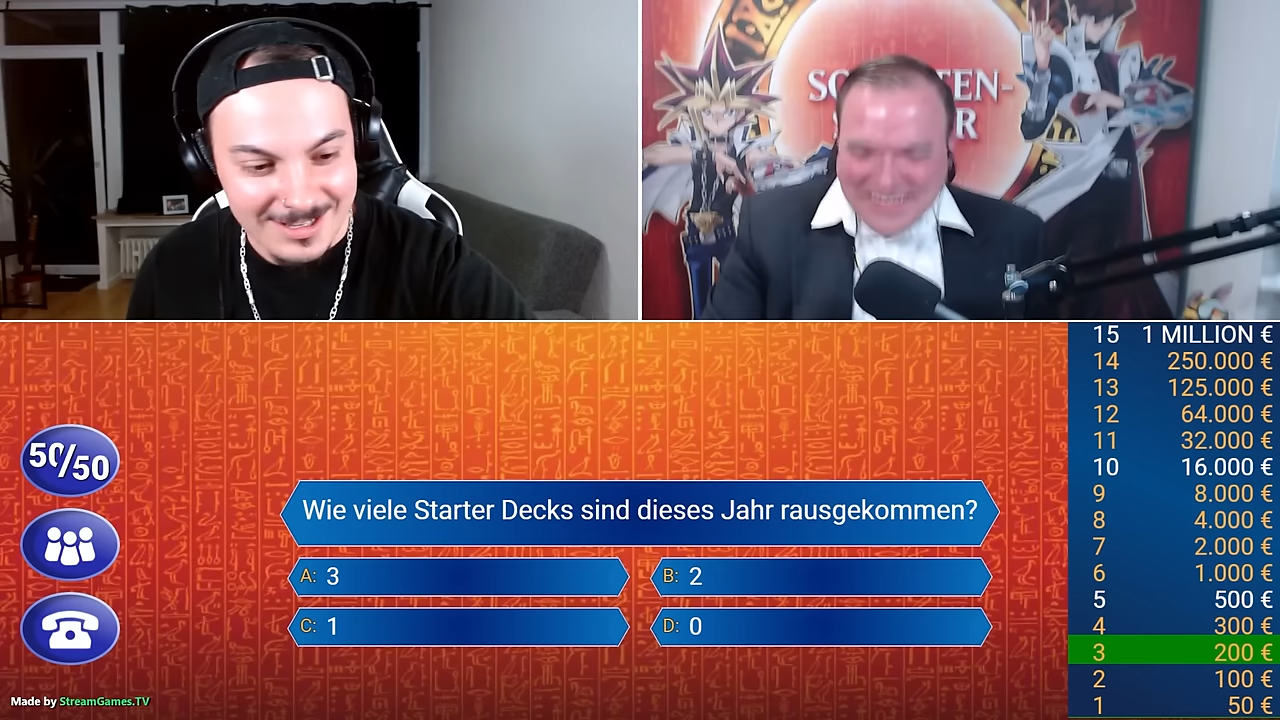 50/50
Wie viele Starter Decks sind dieses Jahr rausgekommen?
A: 3
B: 2
C: 1
D: 0
15 1 MILLION €
14 250.000 €
13 125.000 €
12 64.000 €
11 32.000 €
10 16.000 €
9 8.000 €
8 4.000 €
7 2.000 €
6 1.000 €
5 500 €
4 300 €
3 200 €
2 100 €
1 50 €
Made by StreamGames.TV